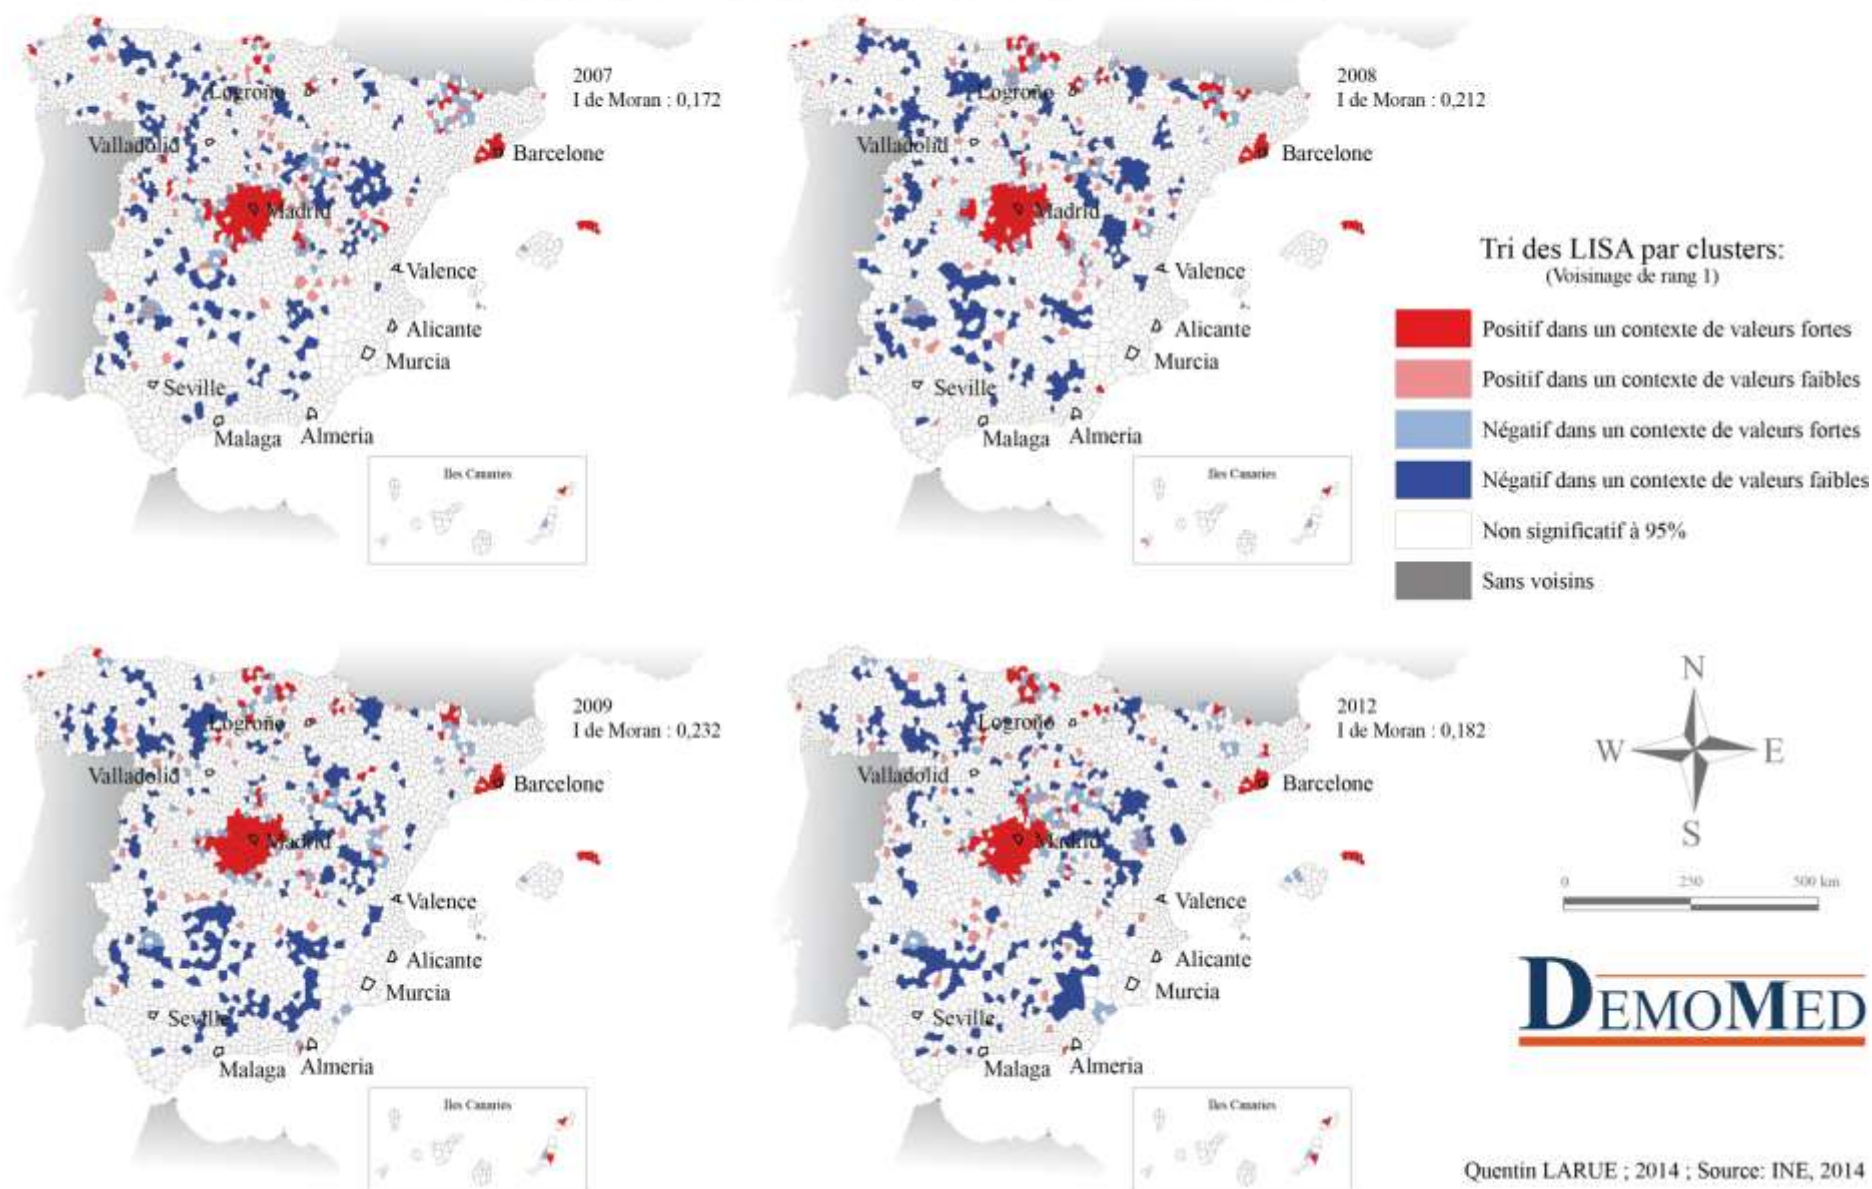 2007
I de Moran : 0,172
Logroño
Valladolid
Barcelone
Madrid
Valence
Alicante
Murcia
Seville
Malaga
Almeria
Iles Canaries
2008
I de Moran : 0,212
Logroño
Valladolid
Barcelone
Madrid
Valence
Alicante
Murcia
Seville
Malaga
Almeria
Iles Canaries
Tri des LISA par clusters:
(Voisinage de rang 1)
Positif dans un contexte de valeurs fortes
Positif dans un contexte de valeurs faibles
Négatif dans un contexte de valeurs fortes
Négatif dans un contexte de valeurs faibles
Non significatif à 95%
Sans voisins
2009
I de Moran : 0,232
Logroño
Valladolid
Barcelone
Madrid
Valence
Alicante
Murcia
Seville
Malaga
Almeria
Iles Canaries
2012
I de Moran : 0,182
Logroño
Valladolid
Barcelone
Madrid
Valence
Alicante
Murcia
Seville
Malaga
Almeria
Iles Canaries
N
W E
S
0 250 500 km
DEMOMED
Quentin LARUE ; 2014 ; Source: INE, 2014